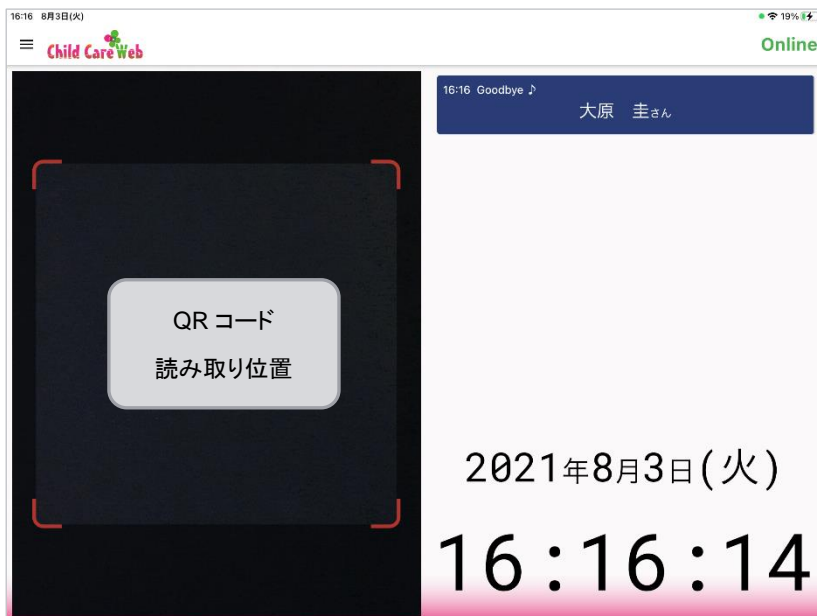 16:16 8月3日(火)
19%
Child Care Web
Online
16:16 Goodbye ♪
大原 圭さん
QR コード
読み取り位置
2021年8月3日(火)
16:16:14